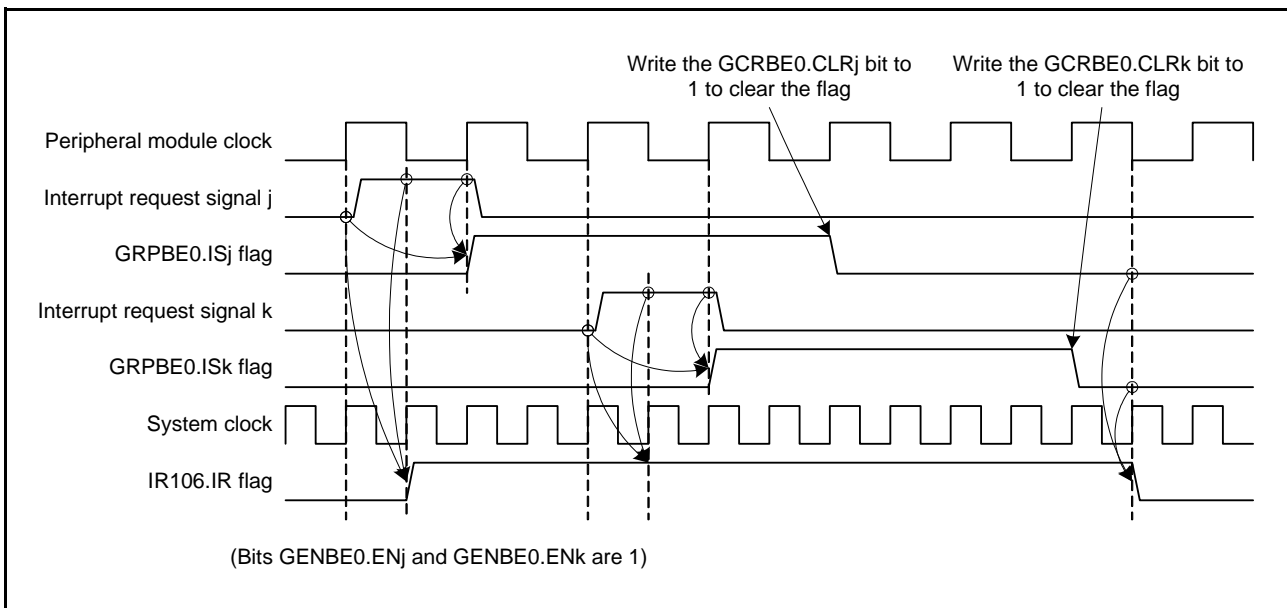 Write the GCRBE0.CLRj bit to
1 to clear the flag
Write the GCRBE0.CLRk bit to
1 to clear the flag
Peripheral module clock
Interrupt request signal j
GRPBE0.ISj flag
Interrupt request signal k
GRPBE0.ISk flag
System clock
IR106.IR flag
(Bits GENBE0.ENj and GENBE0.ENk are 1)